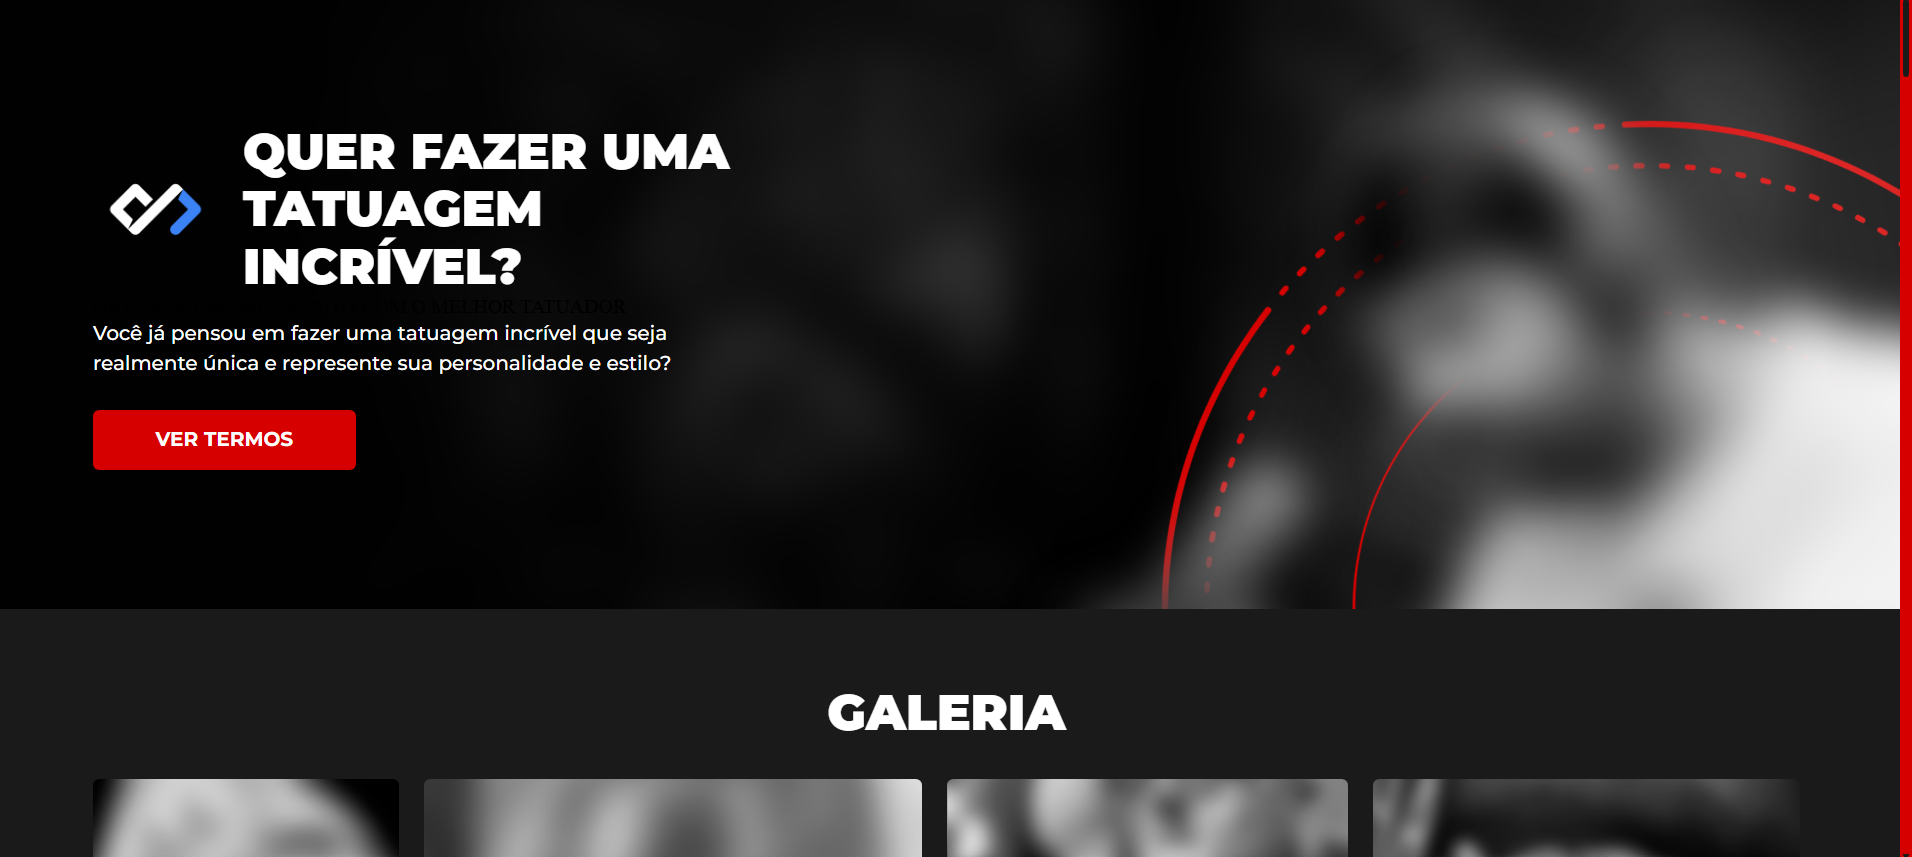 QUER FAZER UMA
TATUAGEM
INCRÍVEL?
O MELHOR TATUADOR
Você já pensou em fazer uma tatuagem incrível que seja
realmente única e represente sua personalidade e estilo?
VER TERMOS
GALERIA